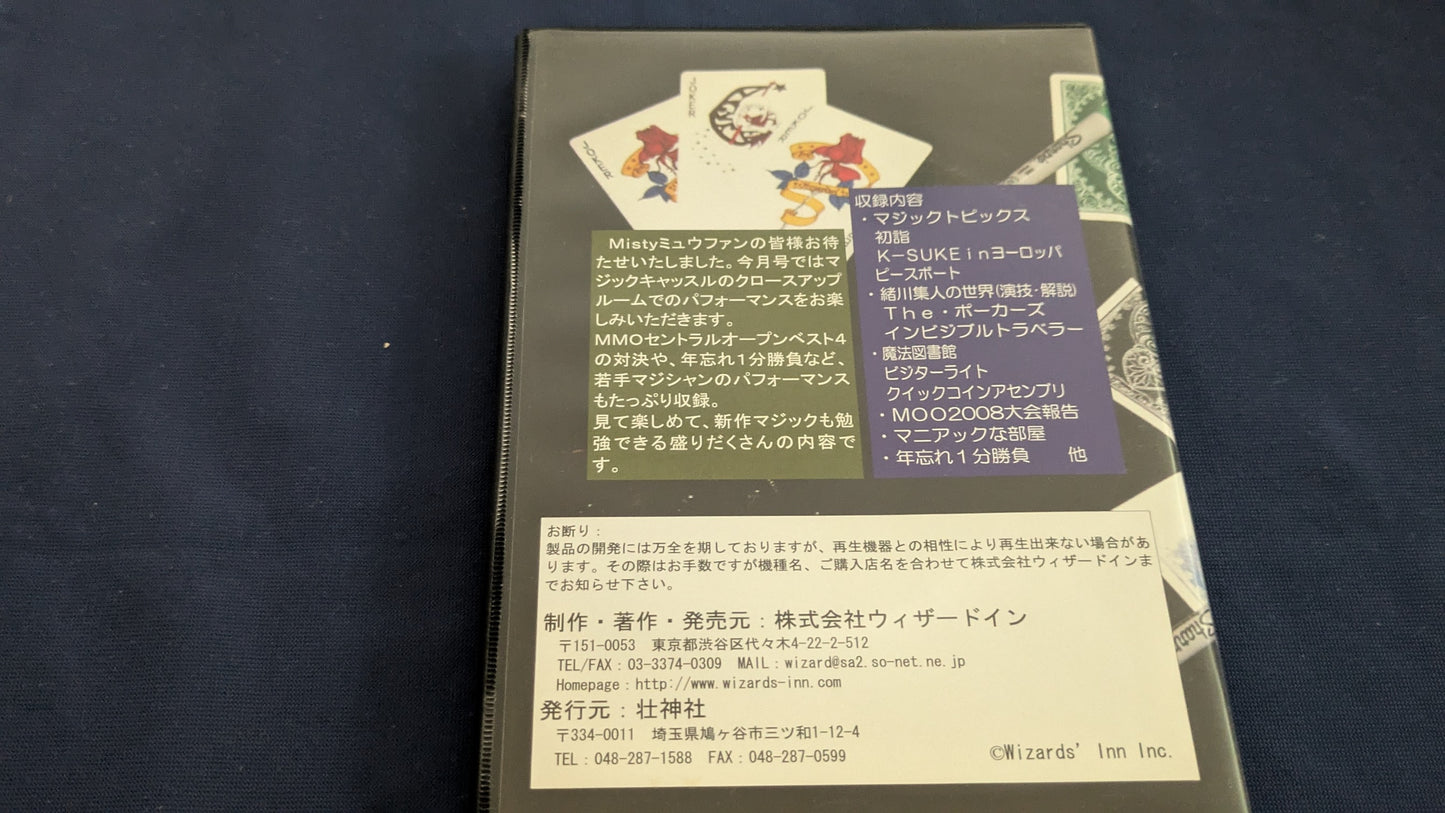 JOKER
JOKER
JOKER
Mistyミュウファンの皆様お待
たせいたしました。今月号ではマ
ジックキャッスルのクロースアップ
ルームでのパフォーマンスをお楽
しみいただきます。
MMOセントラルオープンベスト4
の対決や、年忘れ1分勝負など、
若手マジシャンのパフォーマンス
もたっぷり収録。
見て楽しめて、新作マジックも勉
強できる盛りだくさんの内容で
す。
収録内容
・マジックトピックス
初詣
K-SUKEinヨーロッパ
ピースボート
・緒川集人の世界(演技・解説)
The・ポーカーズ
インビジブルトラベラー
・魔法図書館
ビジターライト
クイックコインアセンブリ
・MOO2008大会報告
・マニアックな部屋
・年忘れ1分勝負　他
お断り：
製品の開発には万全を期しておりますが、再生機器との相性により再生出来ない場合があ
ります。その際はお手数ですが機種名、ご購入店名を合わせて株式会社ウィザードインま
でお知らせ下さい。
制作・著作・発売元：株式会社ウィザードイン
〒151-0053　東京都渋谷区代々木4-22-2-512
TEL/FAX：03-3374-0309　MAIL：wizard@sa2.so-net.ne.jp
Homepage：http://www.wizards-inn.com
発行元：壮神社
〒334-0011　埼玉県鳩ヶ谷市三ツ和1-12-4
TEL：048-287-1588　FAX：048-287-0599
©Wizards' Inn Inc.